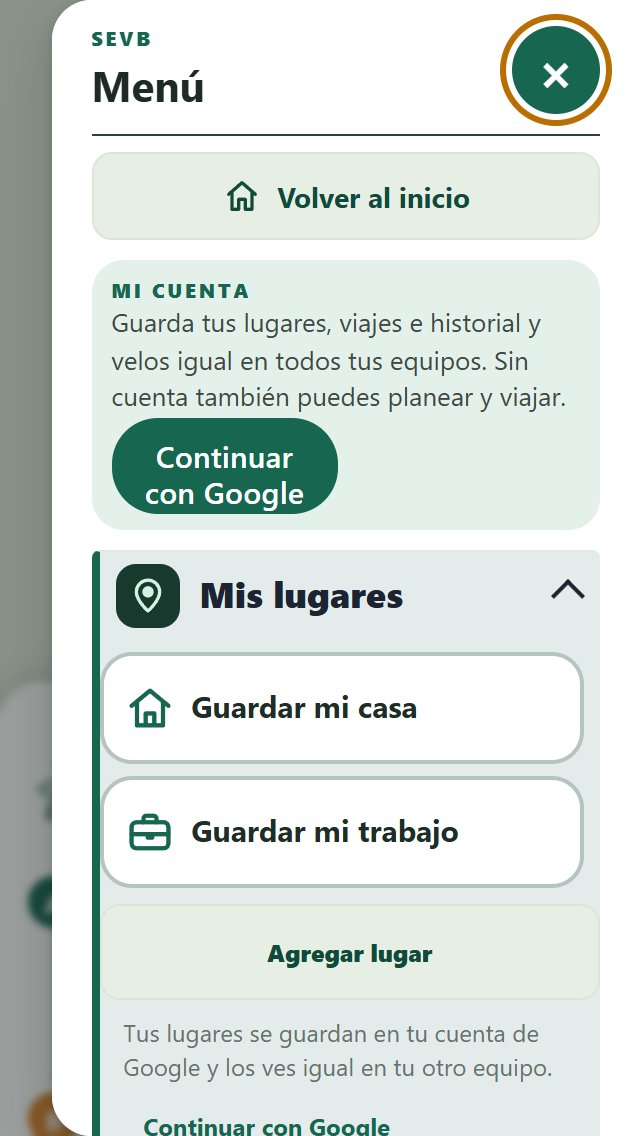 SEVB
Menú
Volver al inicio
MI CUENTA
Guarda tus lugares, viajes e historial y
velos igual en todos tus equipos. Sin
cuenta también puedes planear y viajar.
Continuar
con Google
Mis lugares
Guardar mi casa
Guardar mi trabajo
Agregar lugar
Tus lugares se guardan en tu cuenta de
Google y los ves igual en tu otro equipo.
Continuar con Google